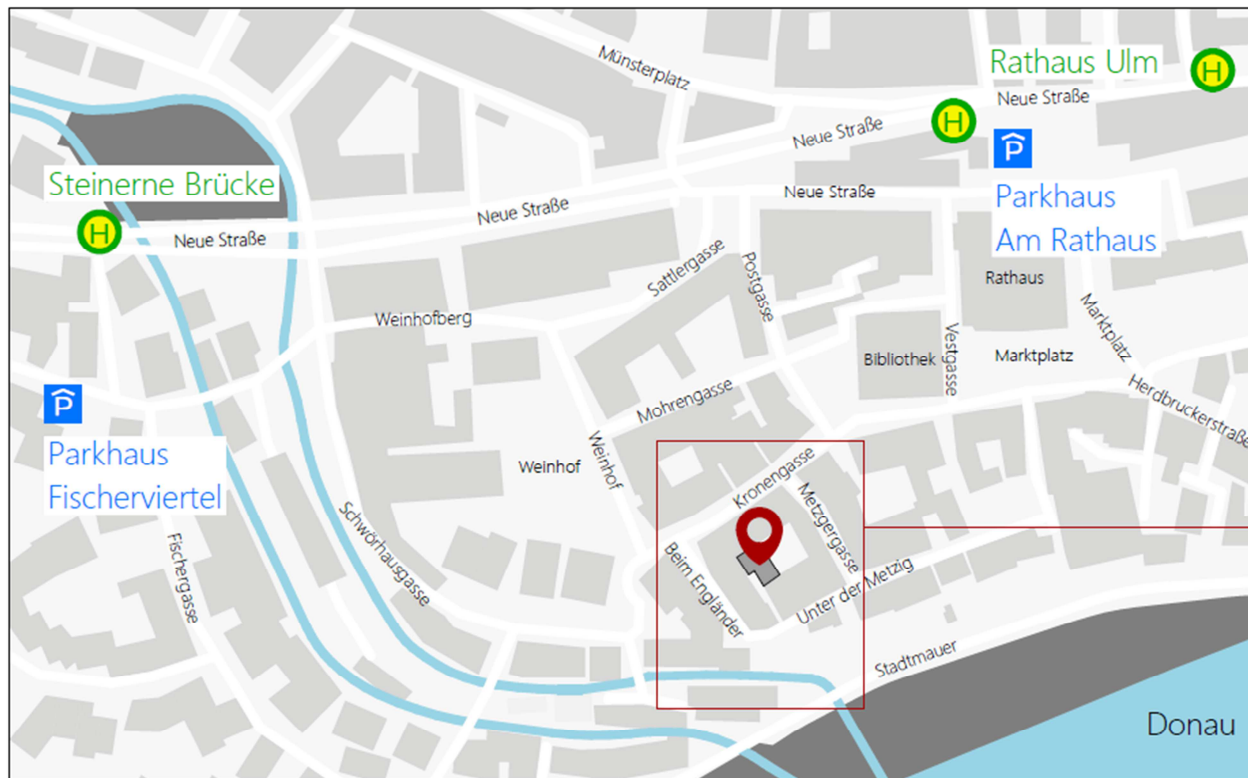 Münsterplatz
Rathaus Ulm
H
Neue Straße
H
Neue Straße
P
Steinerne Brücke
Neue Straße
Parkhaus
Am Rathaus
H
Neue Straße
Neue Straße
Sattlergasse
Postgasse
Rathaus
Weinhofberg
Vestgasse
Marktplatz
Bibliothek
Marktplatz
P
Mohrengasse
Herdbruckerstraße
Parkhaus
Fischerviertel
Weinhof
Weinhof
Kronengasse
Metzgergasse
Schwörhausgasse
Fischergasse
Beim Engländer
Unter der Metzig
Stadtmauer
Donau